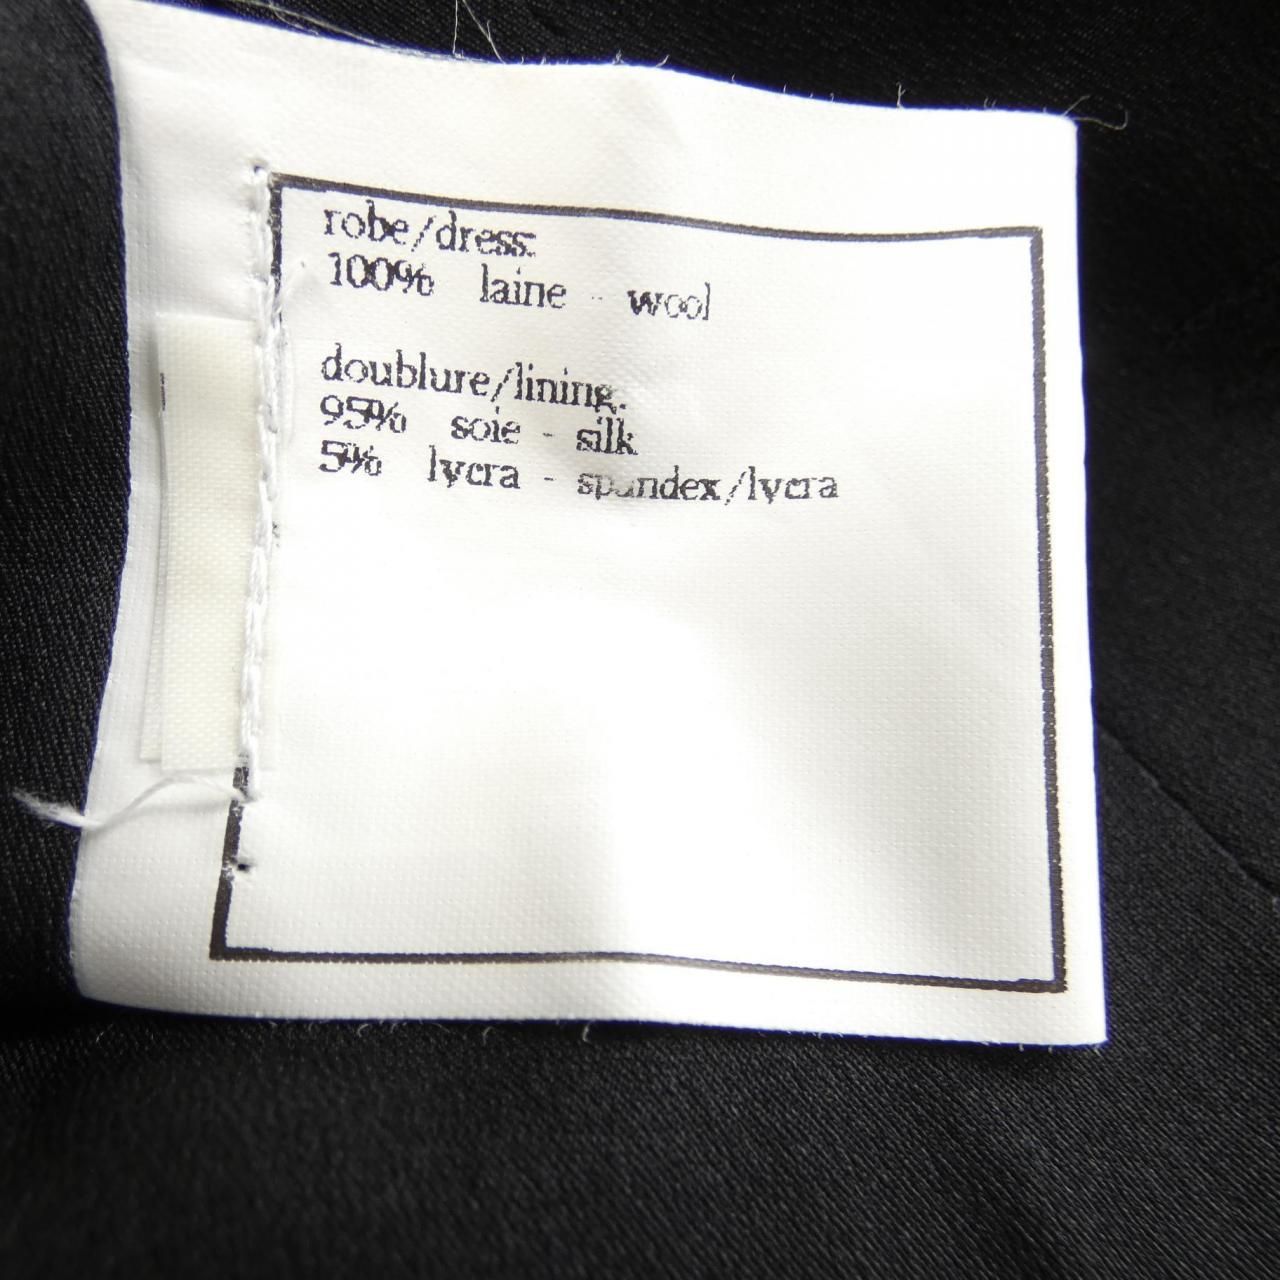 robe/dress:
100% laine - wool
doublure/lining:
95% soie - silk
5% lycra - spandex/lycra